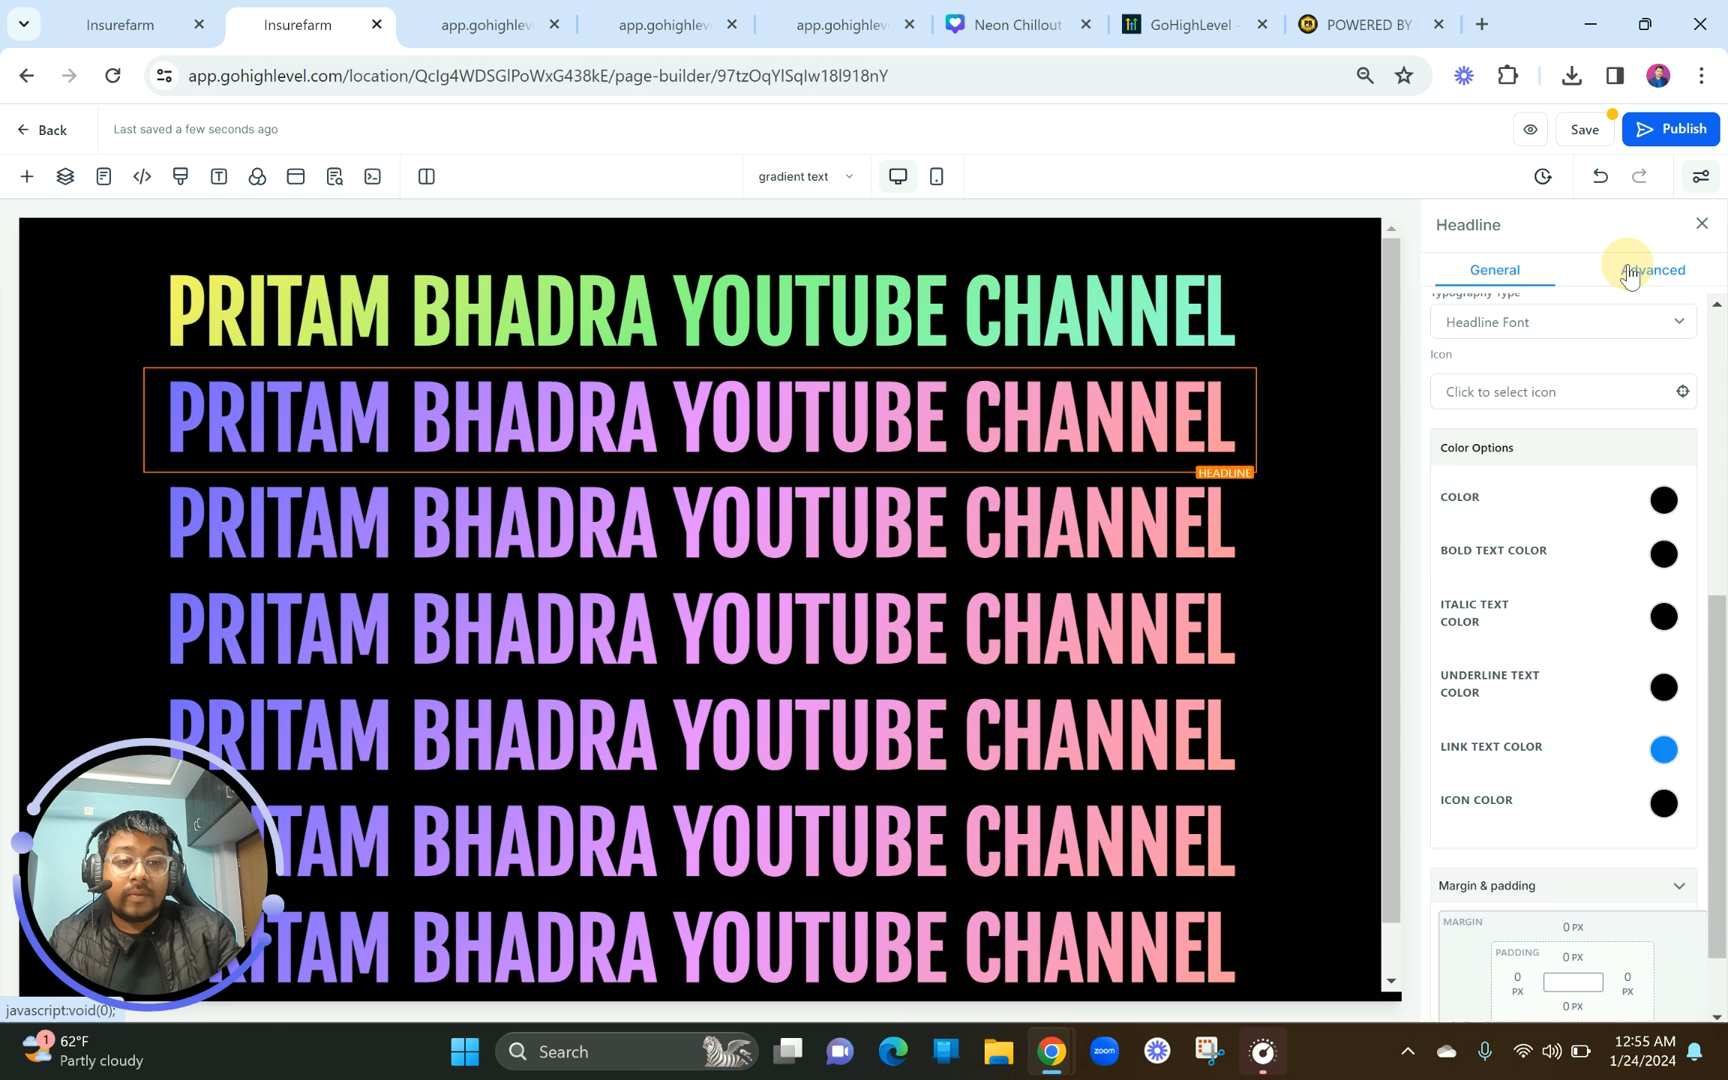 Insurefarm
Insurefarm
app.gohighlev
app.gohighlev
app.gohighlev
Neon Chillout
GoHighLevel -
POWERED BY
app.gohighlevel.com/location/QcIg4WDSGlPoWxG438kE/page-builder/97tzOqYlSqlw18l918nY
Back
Last saved a few seconds ago
Save
Publish
gradient text
Headline
General
Advanced
Typography Type
Headline Font
Icon
Click to select icon
Color Options
COLOR
BOLD TEXT COLOR
ITALIC TEXT
COLOR
UNDERLINE TEXT
COLOR
LINK TEXT COLOR
ICON COLOR
Margin & padding
MARGIN
0 PX
PADDING
0 PX
0
PX
0
PX
0 PX
PRITAM BHADRA YOUTUBE CHANNEL
PRITAM BHADRA YOUTUBE CHANNEL
HEADLINE
PRITAM BHADRA YOUTUBE CHANNEL
PRITAM BHADRA YOUTUBE CHANNEL
PRITAM BHADRA YOUTUBE CHANNEL
TAM BHADRA YOUTUBE CHANNEL
TAM BHADRA YOUTUBE CHANNEL
javascript:void(0);
1
62°F
Partly cloudy
Search
zoom
12:55 AM
1/24/2024